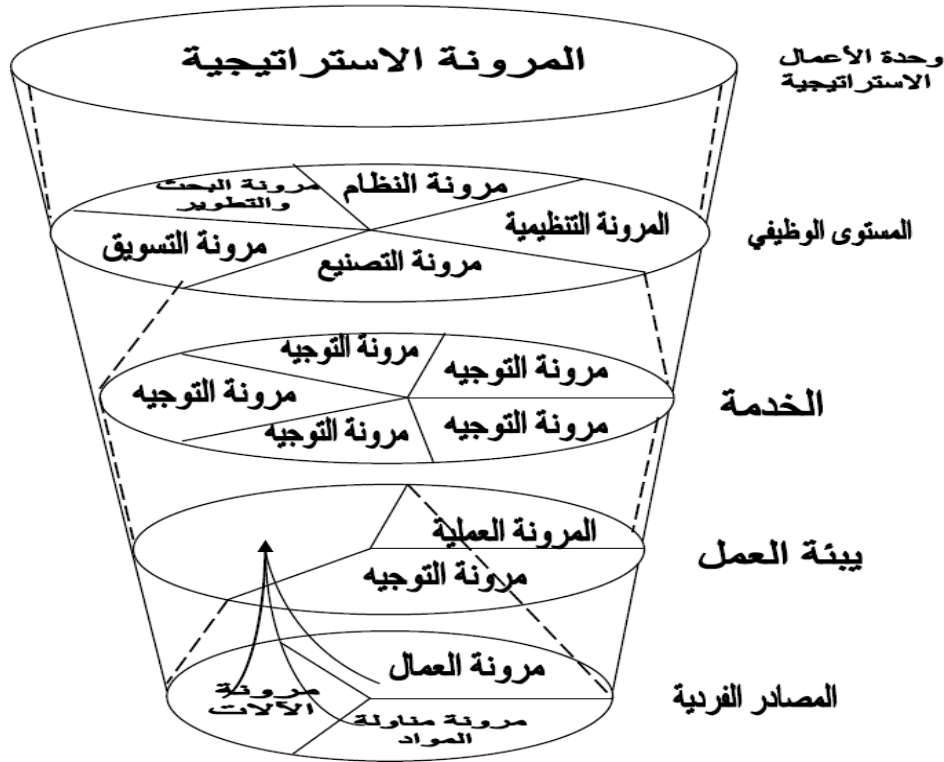 المرونة الاستراتيجية
وحدة الأعمال
الاستراتيجية
مرونة النظام
مرونة البحث
والتطوير
المرونة التنظيمية
المستوى الوظيفي
مرونة التسويق
مرونة التصنيع
مرونة التوجيه
مرونة التوجيه
مرونة التوجيه
الخدمة
مرونة التوجيه
مرونة التوجيه
المرونة العملية
يبئة العمل
مرونة التوجيه
مرونة العمال
المصادر الفردية
مرونة
الآلات
مرونة مناولة
المواد